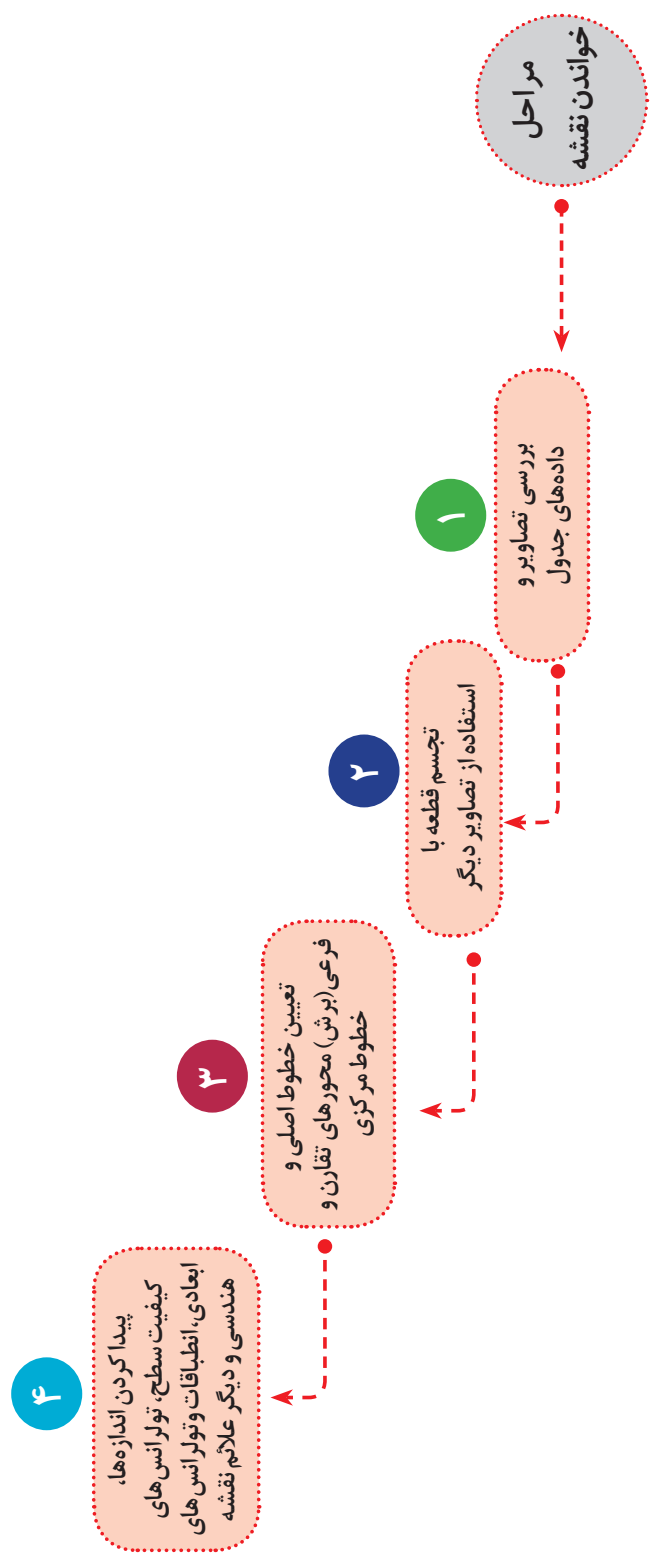 مراحل
خواندن نقشه
۱
بررسی تصاویر و
داده‌های جدول
۲
تجسم قطعه با
استفاده از تصاویر دیگر
۳
تعیین خطوط اصلی و
فرعی(برش) محورهای تقارن و
خطوط مرکزی
۴
پیدا کردن اندازه‌ها،
کیفیت سطح، تولرانس‌های
ابعادی، انطباقات و تولرانس‌های
هندسی و دیگر علائم نقشه